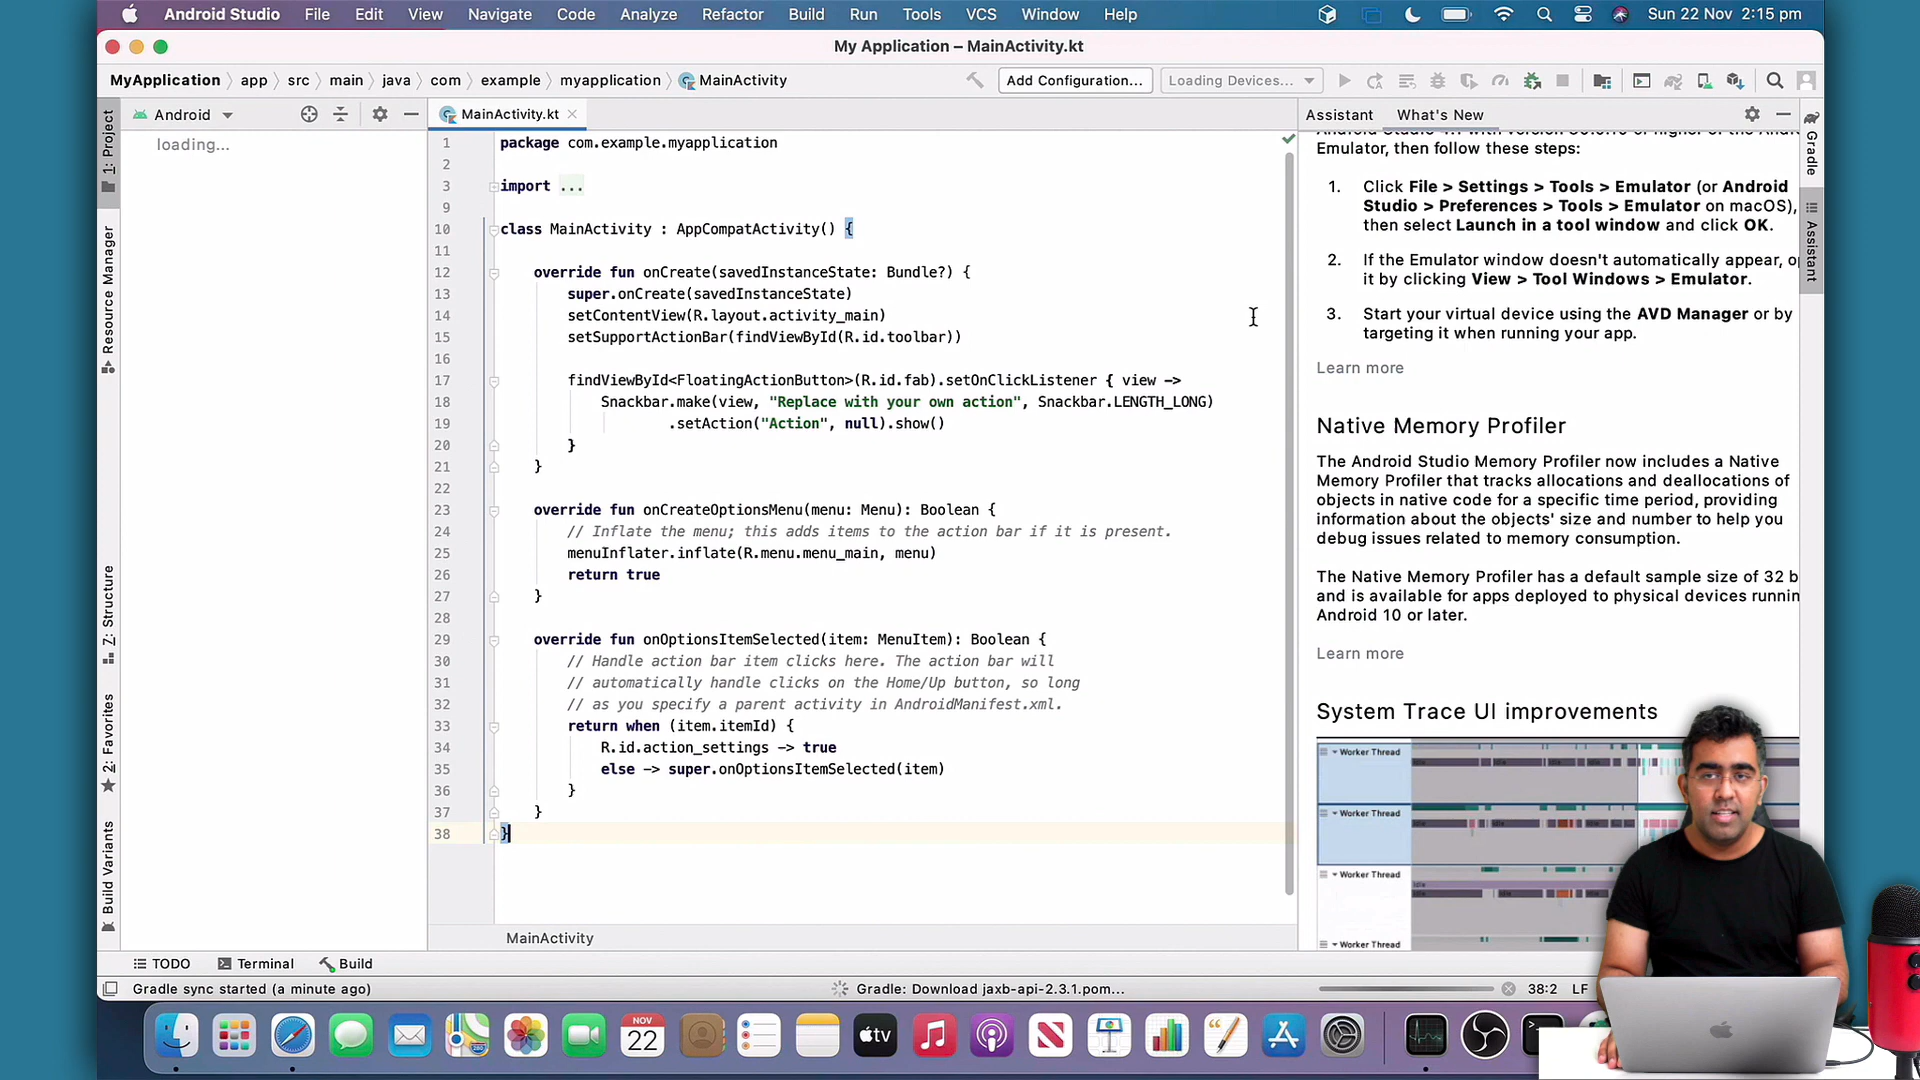 Android Studio File Edit View Navigate Code Analyze Refactor Build Run Tools VCS Window Help Sun 22 Nov 2:15 pm
My Application – MainActivity.kt
MyApplication app src main java com example myapplication MainActivity Add Configuration... Loading Devices...
1: Project
Resource Manager
Z: Structure
2: Favorites
Build Variants
Android
loading...
MainActivity.kt
1 package com.example.myapplication
2
3 import ...
9
10 class MainActivity : AppCompatActivity() {
11
12 override fun onCreate(savedInstanceState: Bundle?) {
13 super.onCreate(savedInstanceState)
14 setContentView(R.layout.activity_main)
15 setSupportActionBar(findViewById(R.id.toolbar))
16
17 findViewById<FloatingActionButton>(R.id.fab).setOnClickListener { view ->
18 Snackbar.make(view, "Replace with your own action", Snackbar.LENGTH_LONG)
19 .setAction("Action", null).show()
20 }
21 }
22
23 override fun onCreateOptionsMenu(menu: Menu): Boolean {
24 // Inflate the menu; this adds items to the action bar if it is present.
25 menuInflater.inflate(R.menu.menu_main, menu)
26 return true
27 }
28
29 override fun onOptionsItemSelected(item: MenuItem): Boolean {
30 // Handle action bar item clicks here. The action bar will
31 // automatically handle clicks on the Home/Up button, so long
32 // as you specify a parent activity in AndroidManifest.xml.
33 return when (item.itemId) {
34 R.id.action_settings -> true
35 else -> super.onOptionsItemSelected(item)
36 }
37 }
38 }
MainActivity
Assistant What's New
Emulator, then follow these steps:
1. Click File > Settings > Tools > Emulator (or Android
Studio > Preferences > Tools > Emulator on macOS),
then select Launch in a tool window and click OK.
2. If the Emulator window doesn't automatically appear, o
it by clicking View > Tool Windows > Emulator.
3. Start your virtual device using the AVD Manager or by
targeting it when running your app.
Learn more
Native Memory Profiler
The Android Studio Memory Profiler now includes a Native
Memory Profiler that tracks allocations and deallocations of
objects in native code for a specific time period, providing
information about the objects' size and number to help you
debug issues related to memory consumption.
The Native Memory Profiler has a default sample size of 32 b
and is available for apps deployed to physical devices runnin
Android 10 or later.
Learn more
System Trace UI improvements
Worker Thread
Worker Thread
Worker Thread
Worker Thread
Gradle
Assistant
TODO Terminal Build
Gradle sync started (a minute ago) Gradle: Download jaxb-api-2.3.1.pom... 38:2 LF
NOV
22
tv